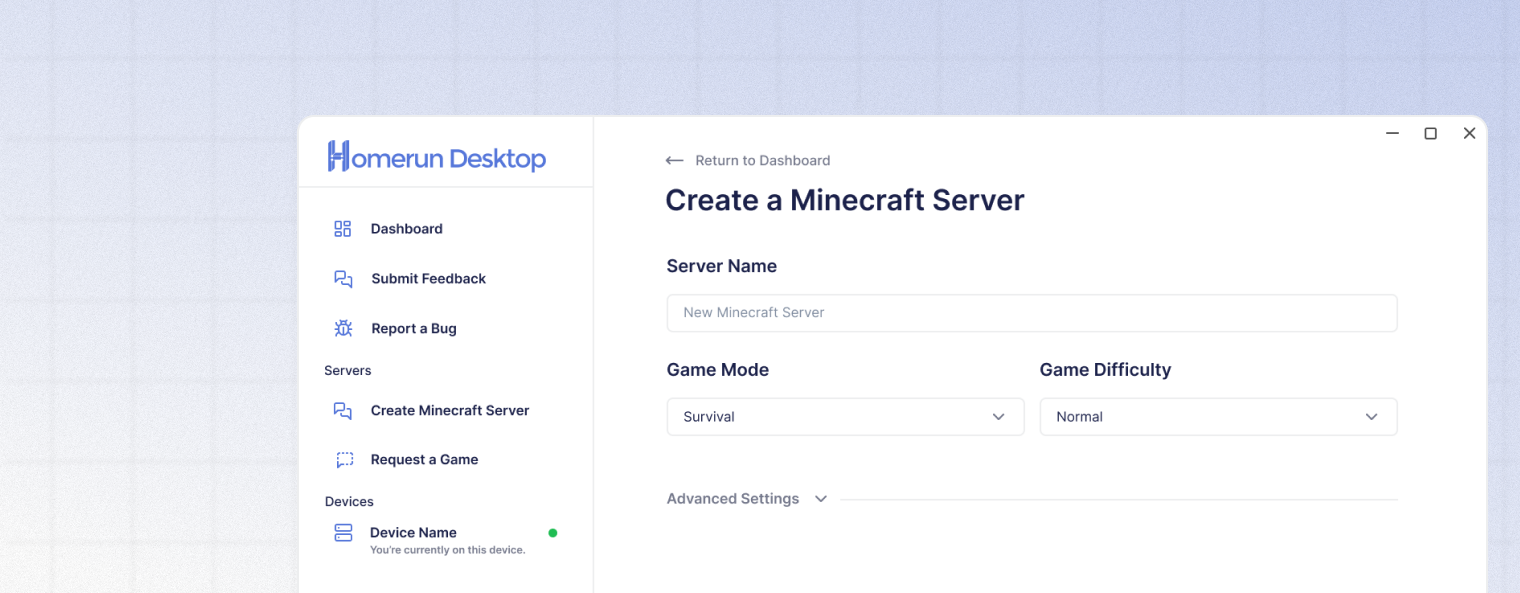 Homerun Desktop
Dashboard
Submit Feedback
Report a Bug
Servers
Create Minecraft Server
Request a Game
Devices
Device Name
You're currently on this device.
Return to Dashboard
Create a Minecraft Server
Server Name
New Minecraft Server
Game Mode
Game Difficulty
Survival
Normal
Advanced Settings